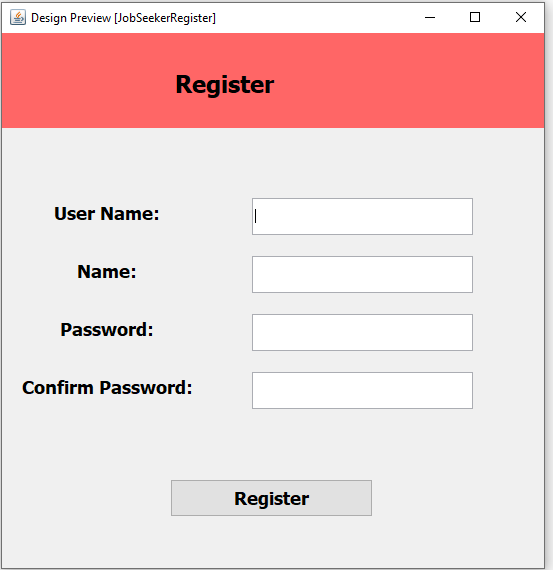 Design Preview [JobSeekerRegister]
Register
User Name:
Name:
Password:
Confirm Password:
Register